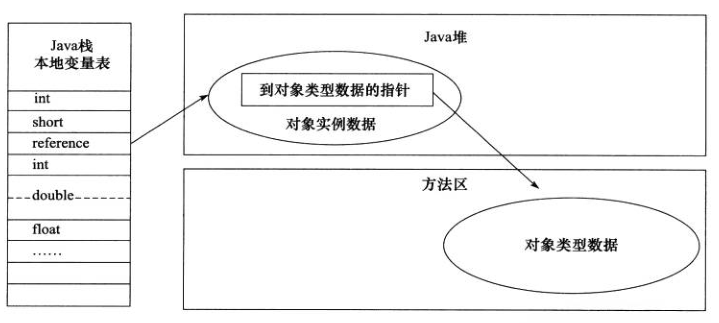 Java栈
本地变量表
int
short
reference
int
double
float
……
Java堆
到对象类型数据的指针
对象实例数据
方法区
对象类型数据